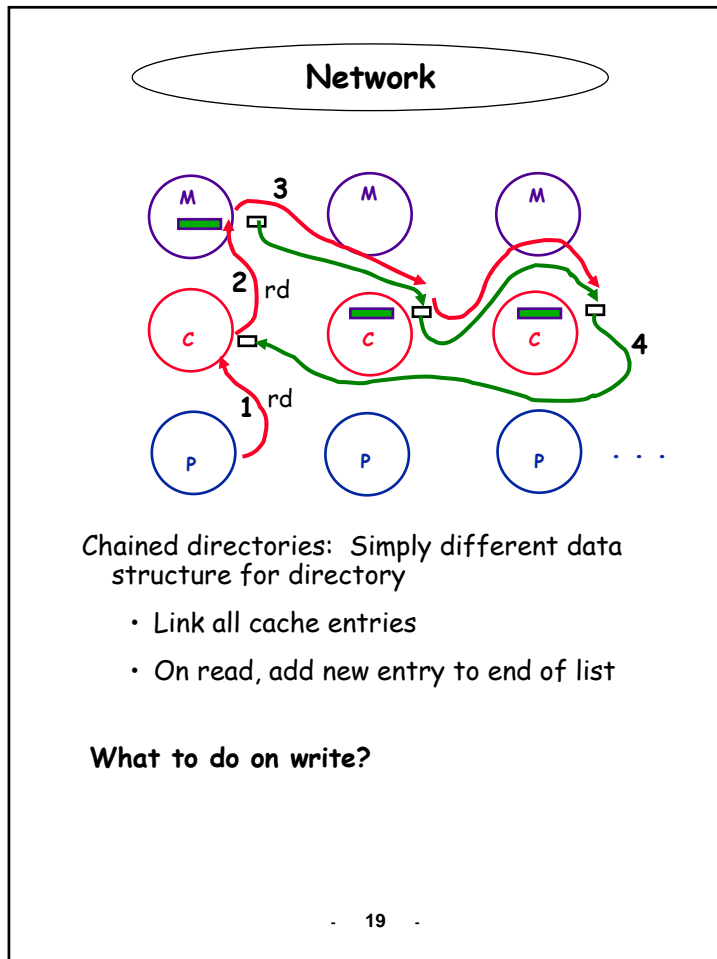 Network
M 3 M M
2 rd
C C C 4
1 rd
P P P . . .
Chained directories: Simply different data
structure for directory
• Link all cache entries
• On read, add new entry to end of list
What to do on write?
- 19 -